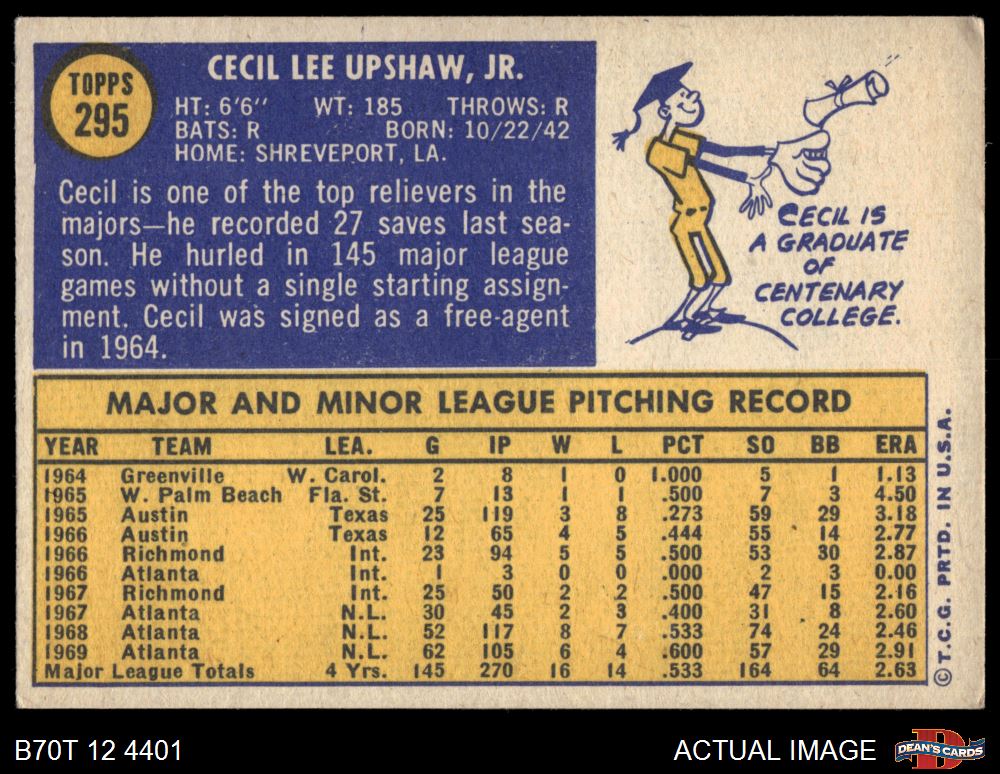 TOPPS
295
CECIL LEE UPSHAW, JR.
HT: 6'6" WT: 185 THROWS: R
BATS: R BORN: 10/22/42
HOME: SHREVEPORT, LA.
Cecil is one of the top relievers in the
majors—he recorded 27 saves last sea-
son. He hurled in 145 major league
games without a single starting assign-
ment. Cecil was signed as a free-agent
in 1964.
CECIL IS
A GRADUATE
OF
CENTENARY
COLLEGE.
MAJOR AND MINOR LEAGUE PITCHING RECORD
YEAR TEAM LEA. G IP W L PCT SO BB ERA
1964 Greenville W. Carol. 2 8 1 0 1.000 5 1 1.13
1965 W. Palm Beach Fla. St. 7 13 1 1 .500 7 3 4.50
1965 Austin Texas 25 119 3 8 .273 59 29 3.18
1966 Austin Texas 12 65 4 5 .444 55 14 2.77
1966 Richmond Int. 23 94 5 5 .500 53 30 2.87
1966 Atlanta Int. 1 3 0 0 .000 2 3 0.00
1967 Richmond Int. 25 50 2 2 .500 47 15 2.16
1967 Atlanta N.L. 30 45 2 3 .400 31 8 2.60
1968 Atlanta N.L. 52 117 8 7 .533 74 24 2.46
1969 Atlanta N.L. 62 105 6 4 .600 57 29 2.91
Major League Totals 4 Yrs. 145 270 16 14 .533 164 64 2.63
©T.C.G. PRTD. IN U.S.A.
B70T 12 4401
ACTUAL IMAGE
D
DEAN'S CARDS